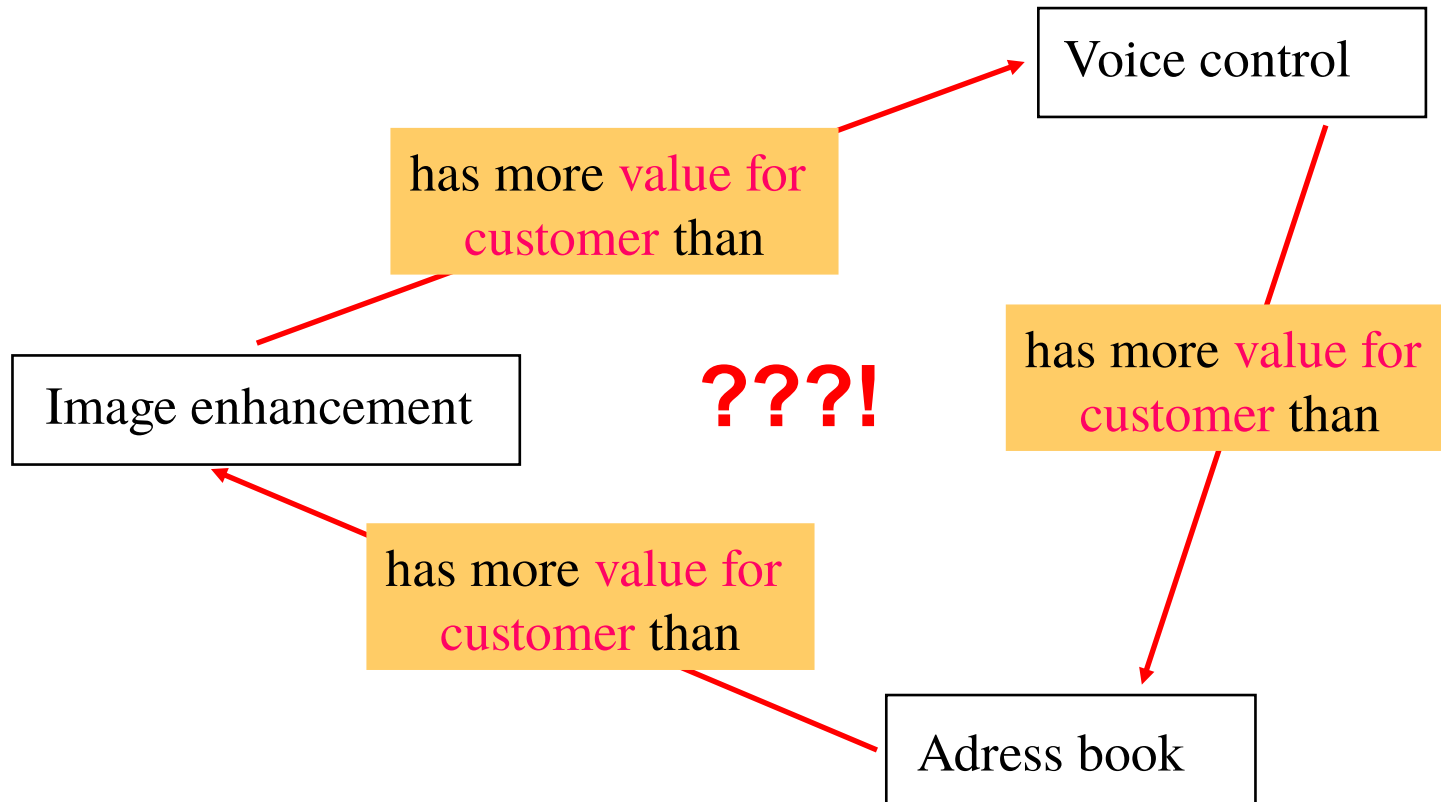 Voice control
has more value for
customer than
has more value for
customer than
Image enhancement
???!
has more value for
customer than
Adress book